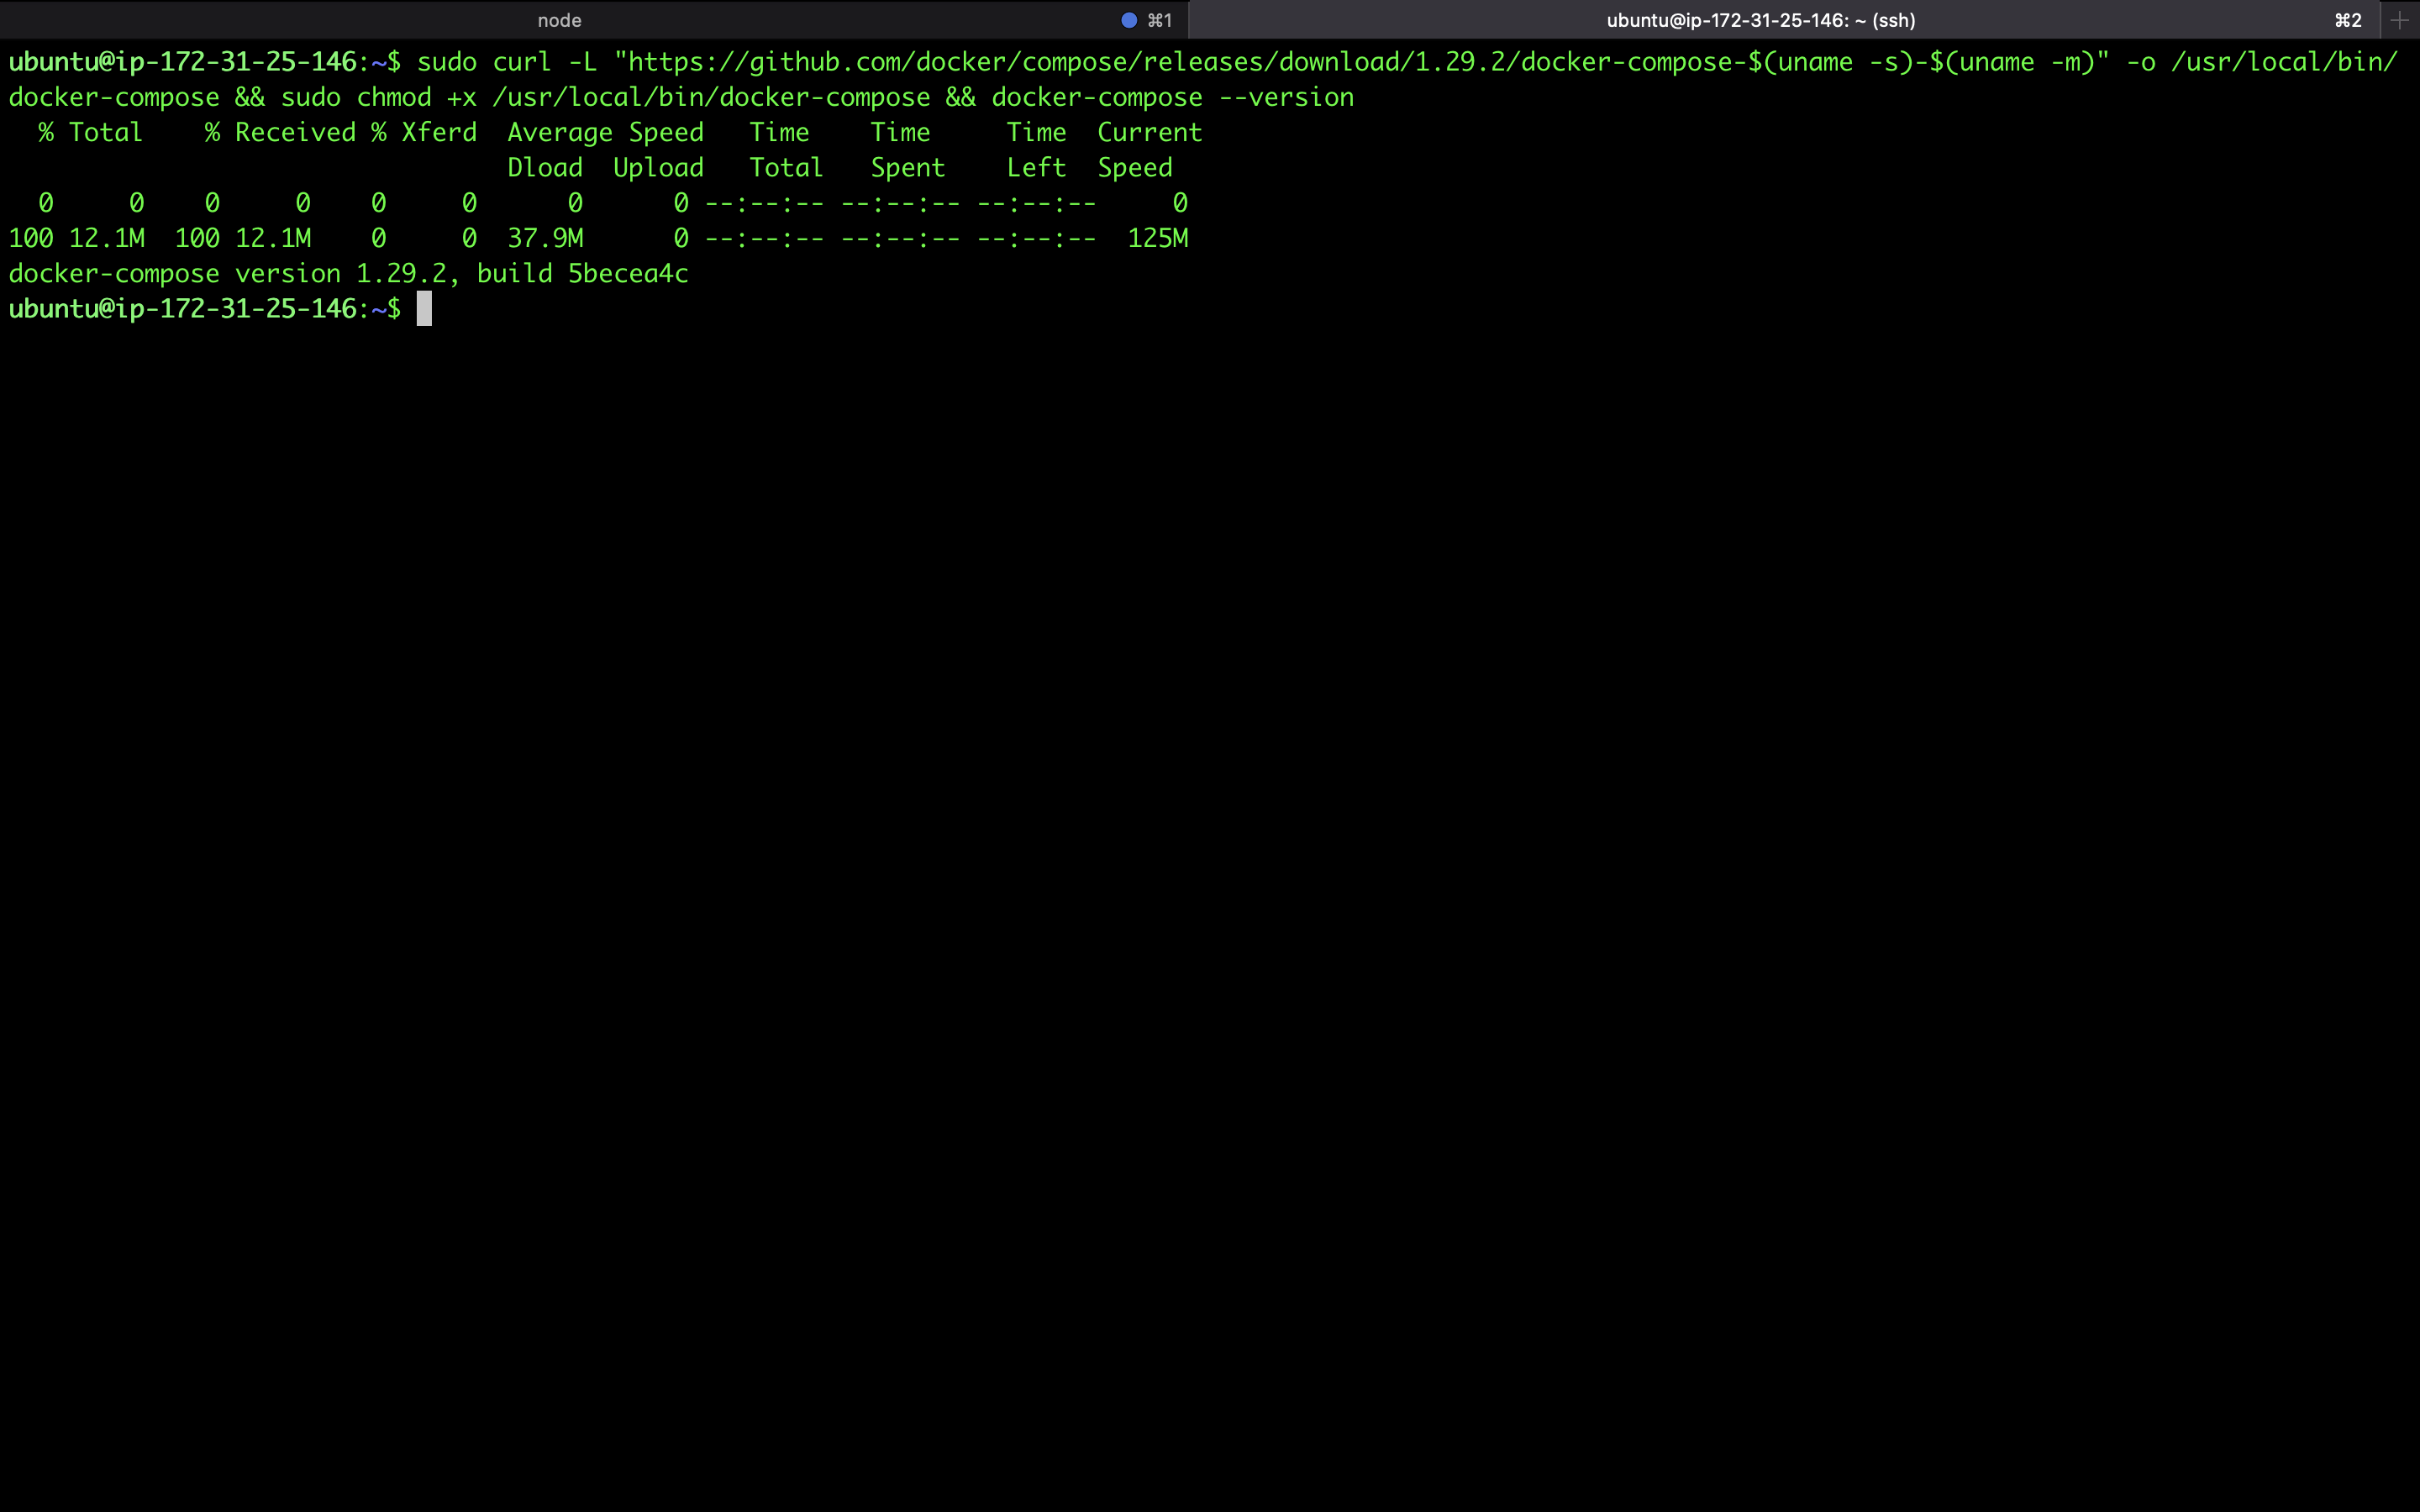 node ⌘1 ubuntu@ip-172-31-25-146: ~ (ssh) ⌘2
ubuntu@ip-172-31-25-146:~$ sudo curl -L "https://github.com/docker/compose/releases/download/1.29.2/docker-compose-$(uname -s)-$(uname -m)" -o /usr/local/bin/
docker-compose && sudo chmod +x /usr/local/bin/docker-compose && docker-compose --version
  % Total    % Received % Xferd  Average Speed   Time    Time     Time  Current
                                 Dload  Upload   Total   Spent    Left  Speed
  0     0    0     0    0     0      0      0 --:--:-- --:--:-- --:--:--     0
100 12.1M  100 12.1M    0     0  37.9M      0 --:--:-- --:--:-- --:--:--  125M
docker-compose version 1.29.2, build 5becea4c
ubuntu@ip-172-31-25-146:~$